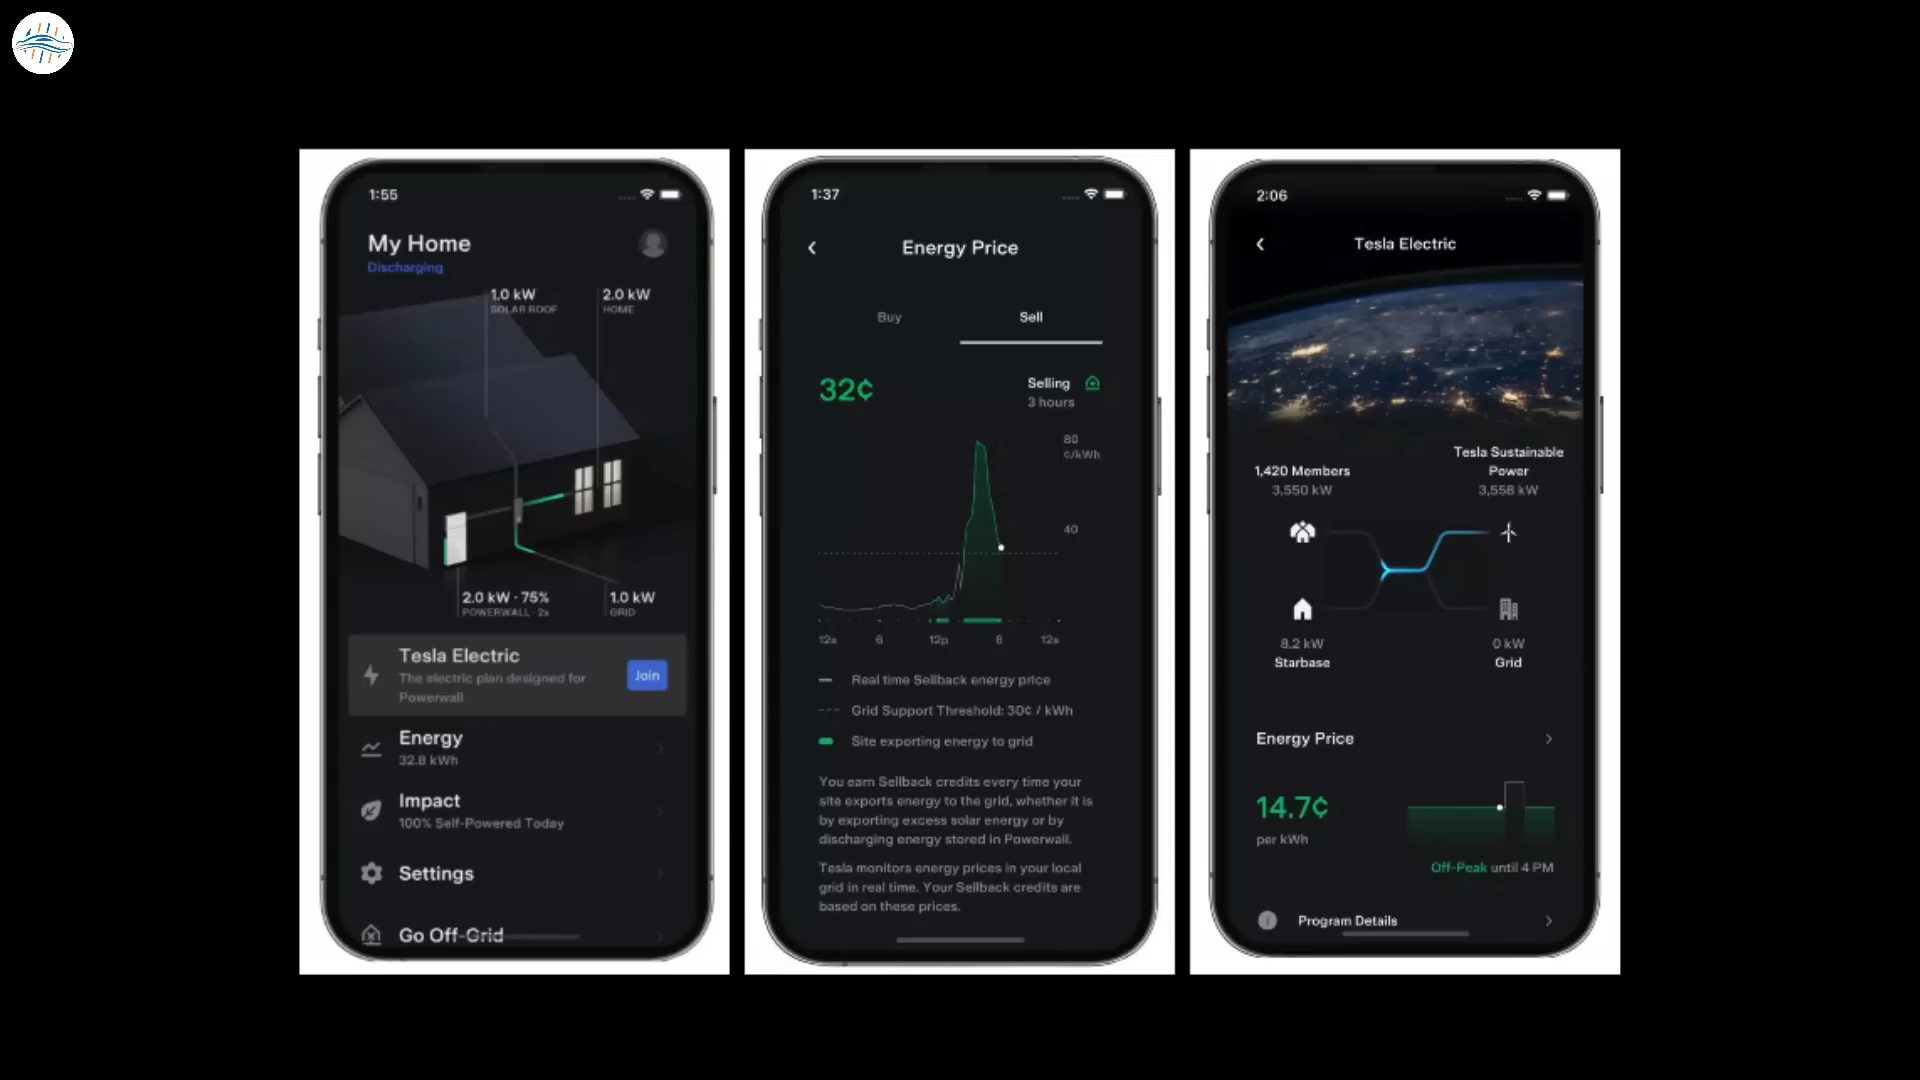 1:55
My Home
Discharging
1.0 kW
SOLAR ROOF
2.0 kW
HOME
2.0 kW · 75%
POWERWALL · 2x
1.0 kW
GRID
Tesla Electric
The electric plan designed for
Powerwall
Join
Energy
32.8 kWh
Impact
100% Self-Powered Today
Settings
Go Off-Grid
1:37
Energy Price
Buy
Sell
32¢
Selling
3 hours
80
¢/kWh
40
12a
6
12p
6
12a
Real time Sellback energy price
Grid Support Threshold: 30¢ / kWh
Site exporting energy to grid
You earn Sellback credits every time your
site exports energy to the grid, whether it is
by exporting excess solar energy or by
discharging energy stored in Powerwall.
Tesla monitors energy prices in your local
grid in real time. Your Sellback credits are
based on these prices.
2:06
Tesla Electric
1,420 Members
3,550 kW
Tesla Sustainable
Power
3,558 kW
8.2 kW
Starbase
0 kW
Grid
Energy Price
14.7¢
per kWh
Off-Peak until 4 PM
Program Details